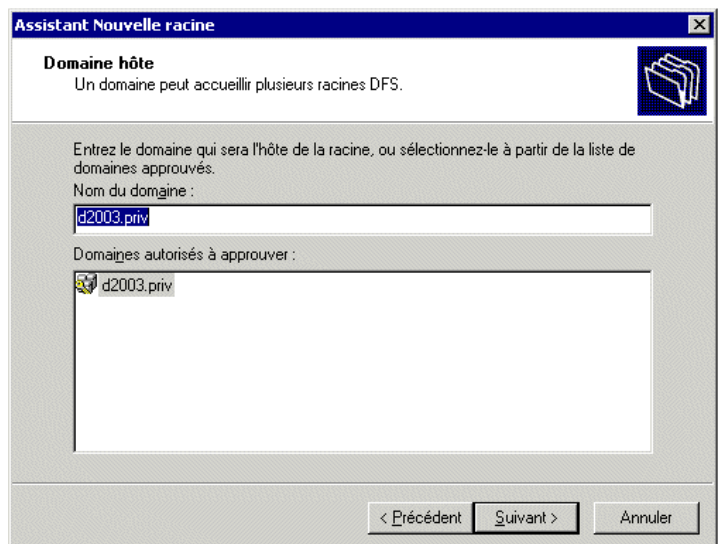 Assistant Nouvelle racine
Domaine hôte
Un domaine peut accueillir plusieurs racines DFS.
Entrez le domaine qui sera l'hôte de la racine, ou sélectionnez-le à partir de la liste de
domaines approuvés.
Nom du domaine :
d2003.priv
Domaines autorisés à approuver :
d2003.priv
< Précédent
Suivant >
Annuler